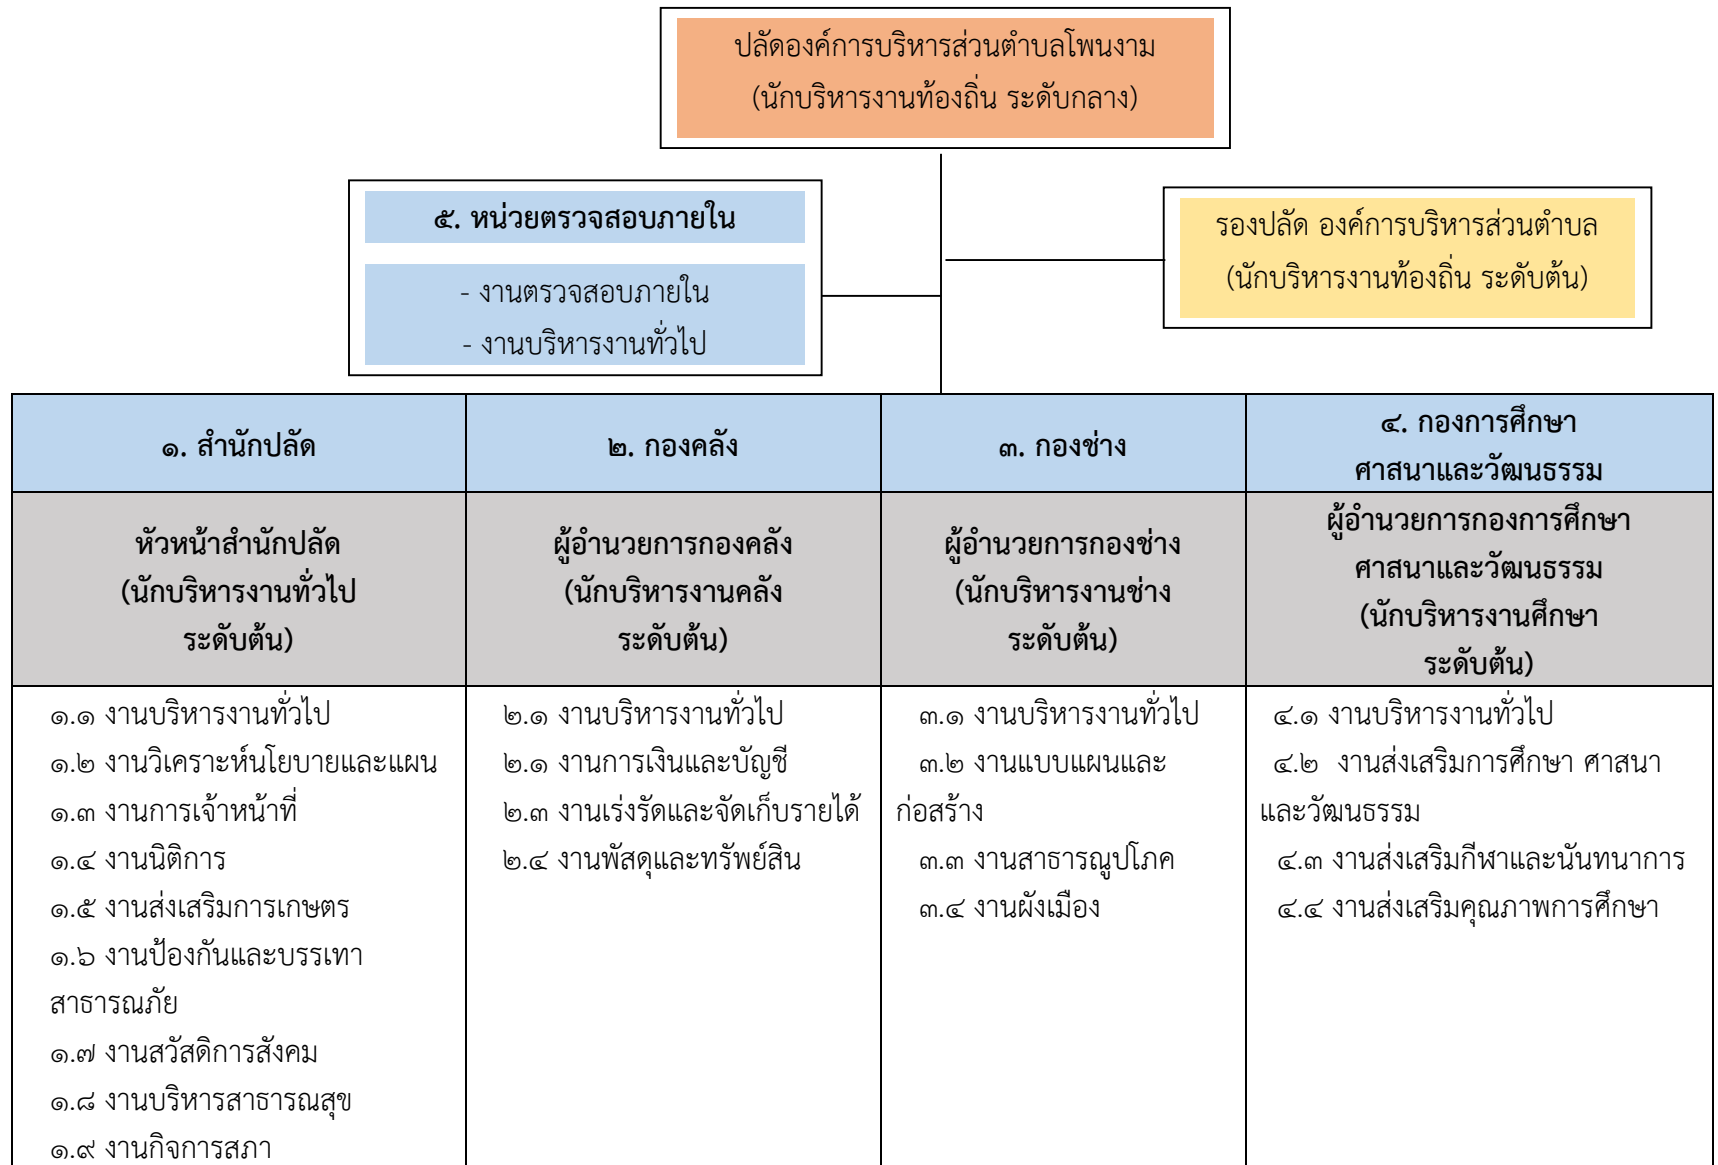 ปลัดองค์การบริหารส่วนตำบลโพนงาม
(นักบริหารงานท้องถิ่น ระดับกลาง)
๕. หน่วยตรวจสอบภายใน
- งานตรวจสอบภายใน
- งานบริหารงานทั่วไป
รองปลัด องค์การบริหารส่วนตำบล
(นักบริหารงานท้องถิ่น ระดับต้น)
๑. สำนักปลัด
๒. กองคลัง
๓. กองช่าง
๔. กองการศึกษา
ศาสนาและวัฒนธรรม
หัวหน้าสำนักปลัด
(นักบริหารงานทั่วไป
ระดับต้น)
ผู้อำนวยการกองคลัง
(นักบริหารงานคลัง
ระดับต้น)
ผู้อำนวยการกองช่าง
(นักบริหารงานช่าง
ระดับต้น)
ผู้อำนวยการกองการศึกษา
ศาสนาและวัฒนธรรม
(นักบริหารงานศึกษา
ระดับต้น)
๑.๑ งานบริหารงานทั่วไป
๑.๒ งานวิเคราะห์นโยบายและแผน
๑.๓ งานการเจ้าหน้าที่
๑.๔ งานนิติการ
๑.๕ งานส่งเสริมการเกษตร
๑.๖ งานป้องกันและบรรเทา
สาธารณภัย
๑.๗ งานสวัสดิการสังคม
๑.๘ งานบริหารสาธารณสุข
๑.๙ งานกิจการสภา
๒.๑ งานบริหารงานทั่วไป
๒.๑ งานการเงินและบัญชี
๒.๓ งานเร่งรัดและจัดเก็บรายได้
๒.๔ งานพัสดุและทรัพย์สิน
๓.๑ งานบริหารงานทั่วไป
๓.๒ งานแบบแผนและ
ก่อสร้าง
๓.๓ งานสาธารณูปโภค
๓.๔ งานผังเมือง
๔.๑ งานบริหารงานทั่วไป
๔.๒ งานส่งเสริมการศึกษา ศาสนา
และวัฒนธรรม
๔.๓ งานส่งเสริมกีฬาและนันทนาการ
๔.๔ งานส่งเสริมคุณภาพการศึกษา